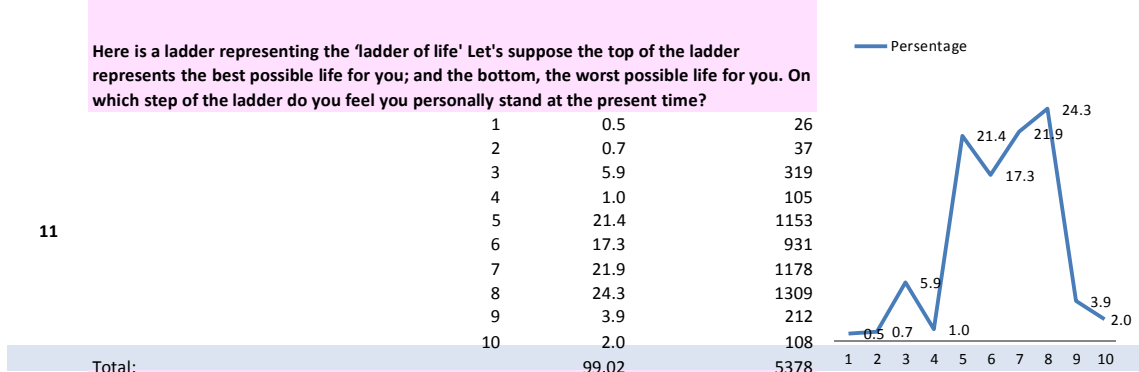 Here is a ladder representing the ‘ladder of life' Let's suppose the top of the ladder
represents the best possible life for you; and the bottom, the worst possible life for you. On
which step of the ladder do you feel you personally stand at the present time?
11
1 0.5 26
2 0.7 37
3 5.9 319
4 1.0 105
5 21.4 1153
6 17.3 931
7 21.9 1178
8 24.3 1309
9 3.9 212
10 2.0 108
Total: 99.02 5378
Persentage
0.5 0.7 5.9 1.0 21.4 17.3 21.9 24.3 3.9 2.0
1 2 3 4 5 6 7 8 9 10